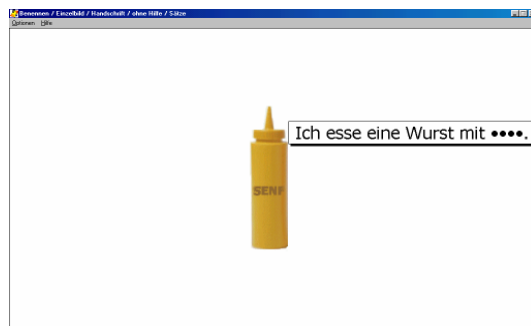 Benennen / Einzelbild / Handschrift / ohne Hilfe / Sätze
Optionen Hilfe
Ich esse eine Wurst mit ••••.
SENF